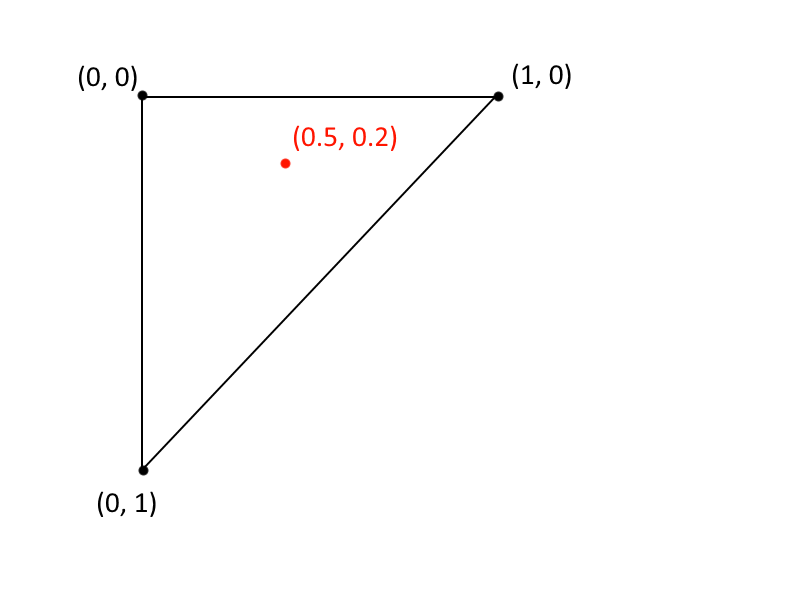 (0, 0)
(1, 0)
(0.5, 0.2)
(0, 1)